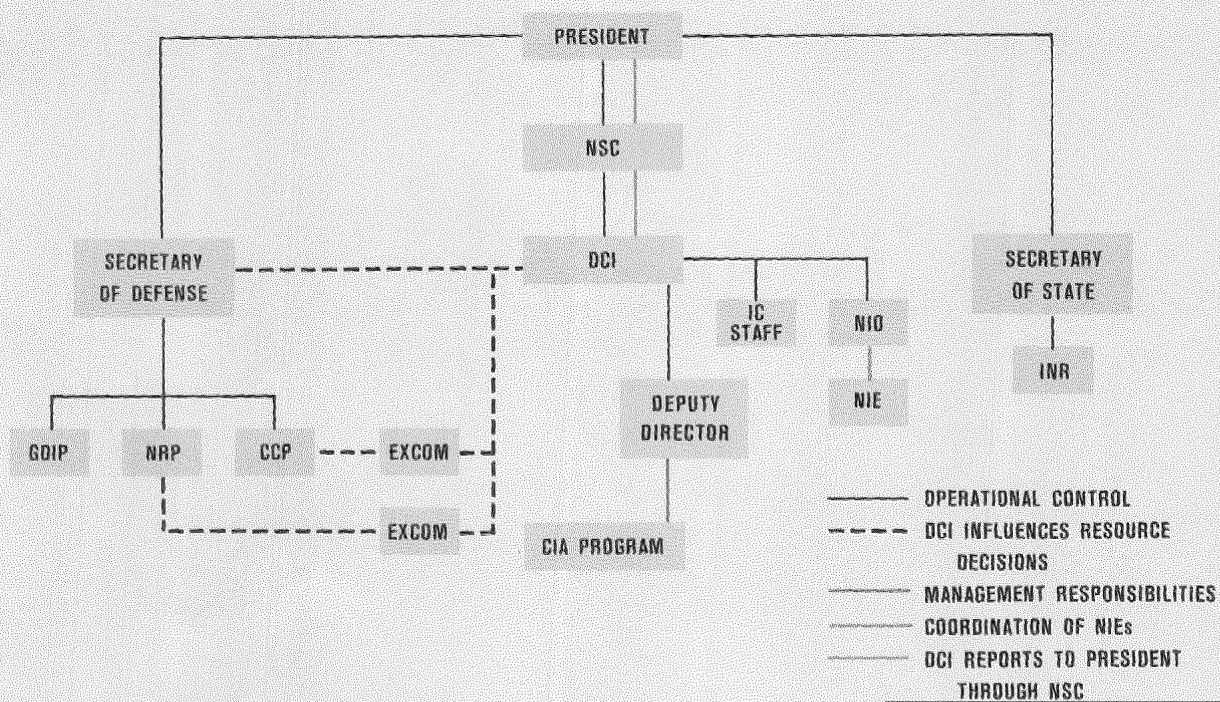 PRESIDENT
NSC
SECRETARY
OF DEFENSE
DCI
SECRETARY
OF STATE
IC
STAFF
NIO
INR
NIE
DEPUTY
DIRECTOR
GDIP
NRP
CCP
EXCOM
EXCOM
CIA PROGRAM
OPERATIONAL CONTROL
DCI INFLUENCES RESOURCE
DECISIONS
MANAGEMENT RESPONSIBILITIES
COORDINATION OF NIEs
DCI REPORTS TO PRESIDENT
THROUGH NSC